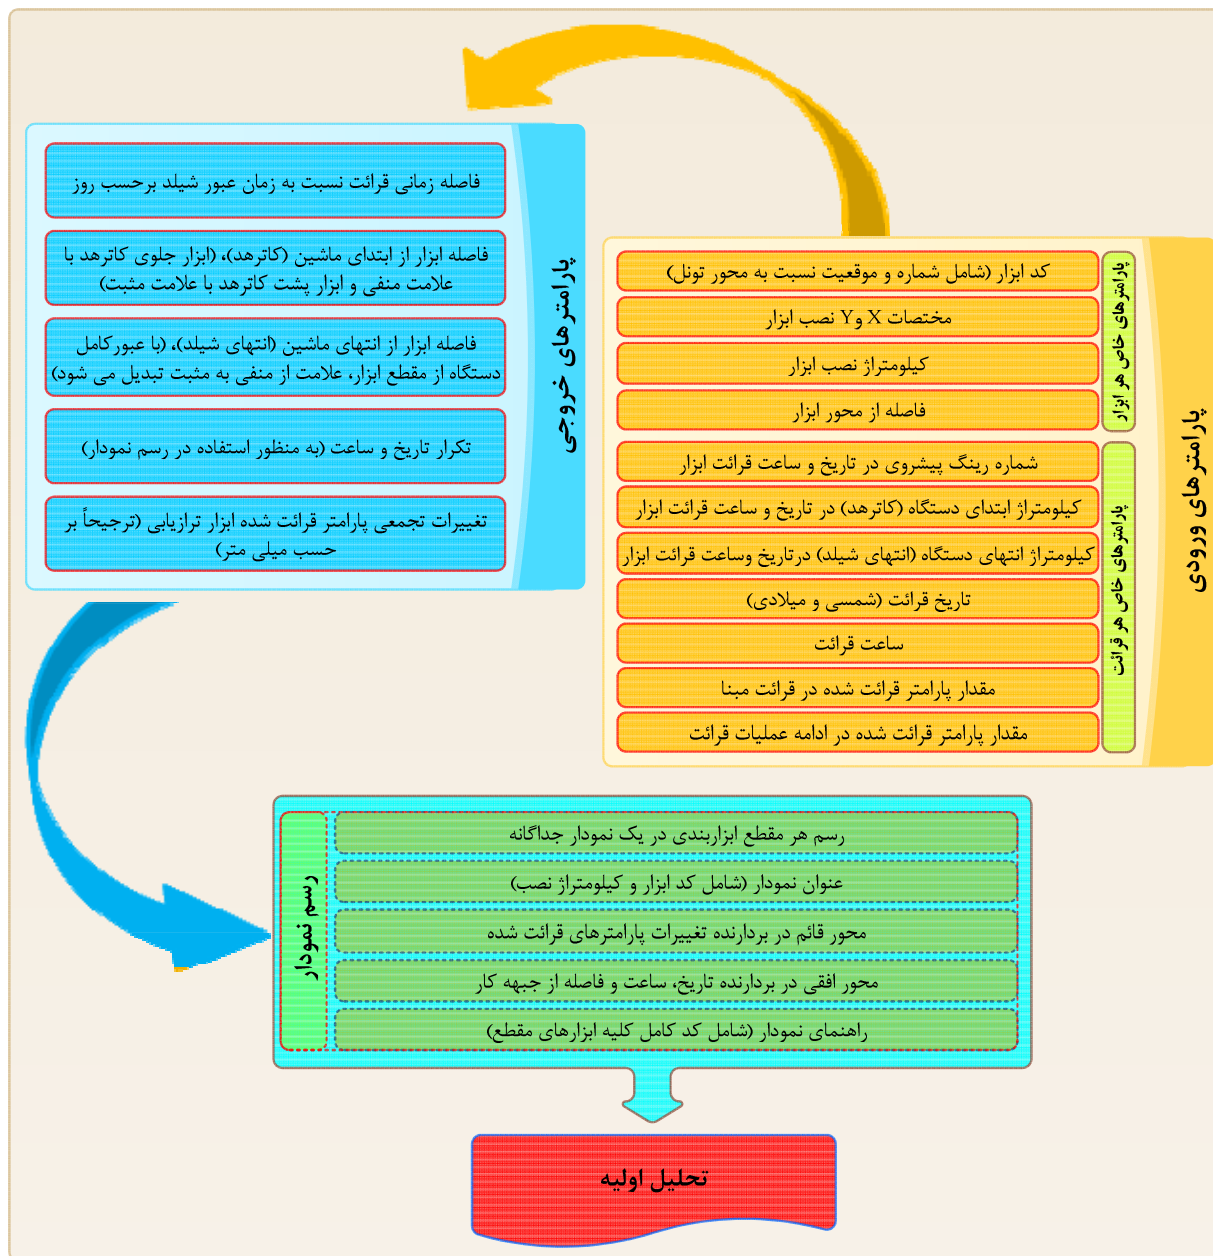 پارامترهای ورودی
پارامترهای خاص هر ابزار
کد ابزار (شامل شماره و موقعیت نسبت به محور تونل)
مختصات X وY نصب ابزار
کیلومتراژ نصب ابزار
فاصله از محور ابزار
پارامترهای خاص هر قرائت
شماره رینگ پیشروی در تاریخ و ساعت قرائت ابزار
کیلومتراژ ابتدای دستگاه (کاترهد) در تاریخ و ساعت قرائت ابزار
کیلومتراژ انتهای دستگاه (انتهای شیلد) درتاریخ وساعت قرائت ابزار
تاریخ قرائت (شمسی و میلادی)
ساعت قرائت
مقدار پارامتر قرائت شده در قرائت مبنا
مقدار پارامتر قرائت شده در ادامه عملیات قرائت
پارامترهای خروجی
فاصله زمانی قرائت نسبت به زمان عبور شیلد برحسب روز
فاصله ابزار از ابتدای ماشین (کاترهد)، (ابزار جلوی کاترهد با
علامت منفی و ابزار پشت کاترهد با علامت مثبت)
فاصله ابزار از انتهای ماشین (انتهای شیلد)، (با عبورکامل
دستگاه از مقطع ابزار، علامت از منفی به مثبت تبدیل می شود)
تکرار تاریخ و ساعت (به منظور استفاده در رسم نمودار)
تغییرات تجمعی پارامتر قرائت شده ابزار ترازیابی (ترجیحاً بر
حسب میلی متر)
رسم نمودار
رسم هر مقطع ابزاربندی در یک نمودار جداگانه
عنوان نمودار (شامل کد ابزار و کیلومتراژ نصب)
محور قائم در بردارنده تغییرات پارامترهای قرائت شده
محور افقی در بردارنده تاریخ، ساعت و فاصله از جبهه کار
راهنمای نمودار (شامل کد کامل کلیه ابزارهای مقطع)
تحلیل اولیه